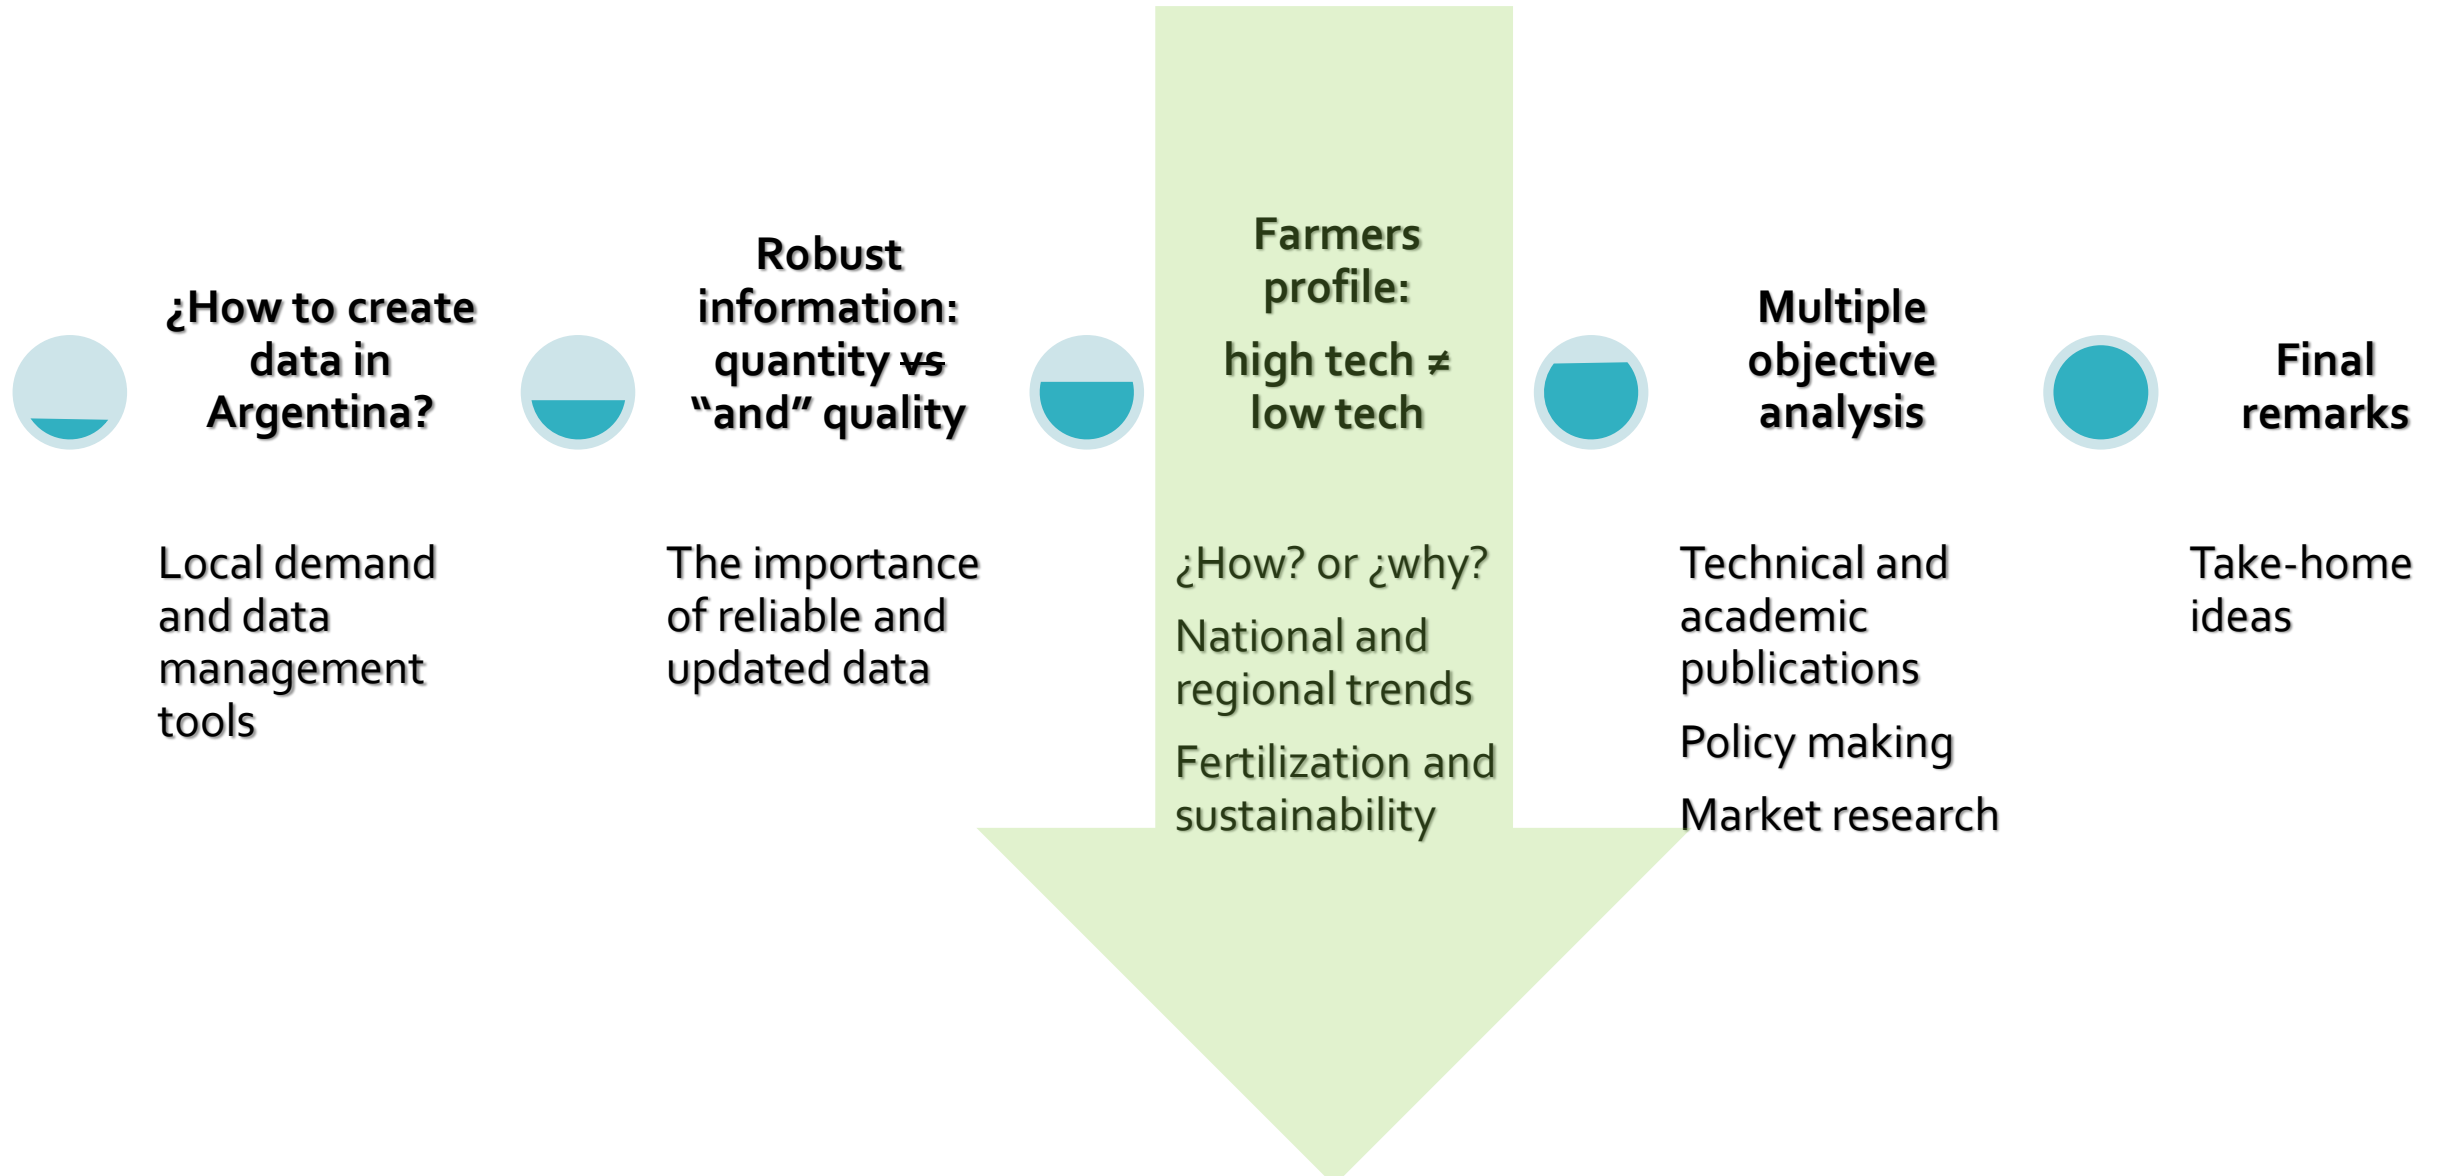 ¿How to create
data in
Argentina?
Local demand
and data
management
tools
Robust
information:
quantity vs
“and” quality
The importance
of reliable and
updated data
Farmers
profile:
high tech ≠
low tech
¿How? or ¿why?
National and
regional trends
Fertilization and
sustainability
Multiple
objective
analysis
Technical and
academic
publications
Policy making
Market research
Final
remarks
Take-home
ideas